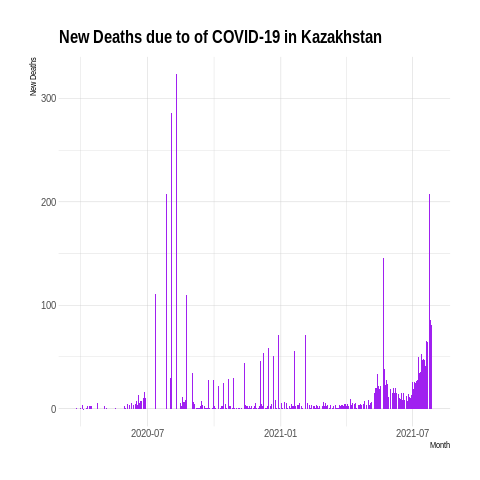 New Deaths due to of COVID-19 in Kazakhstan
New Deaths
300
200
100
0
2020-07 2021-01 2021-07
Month